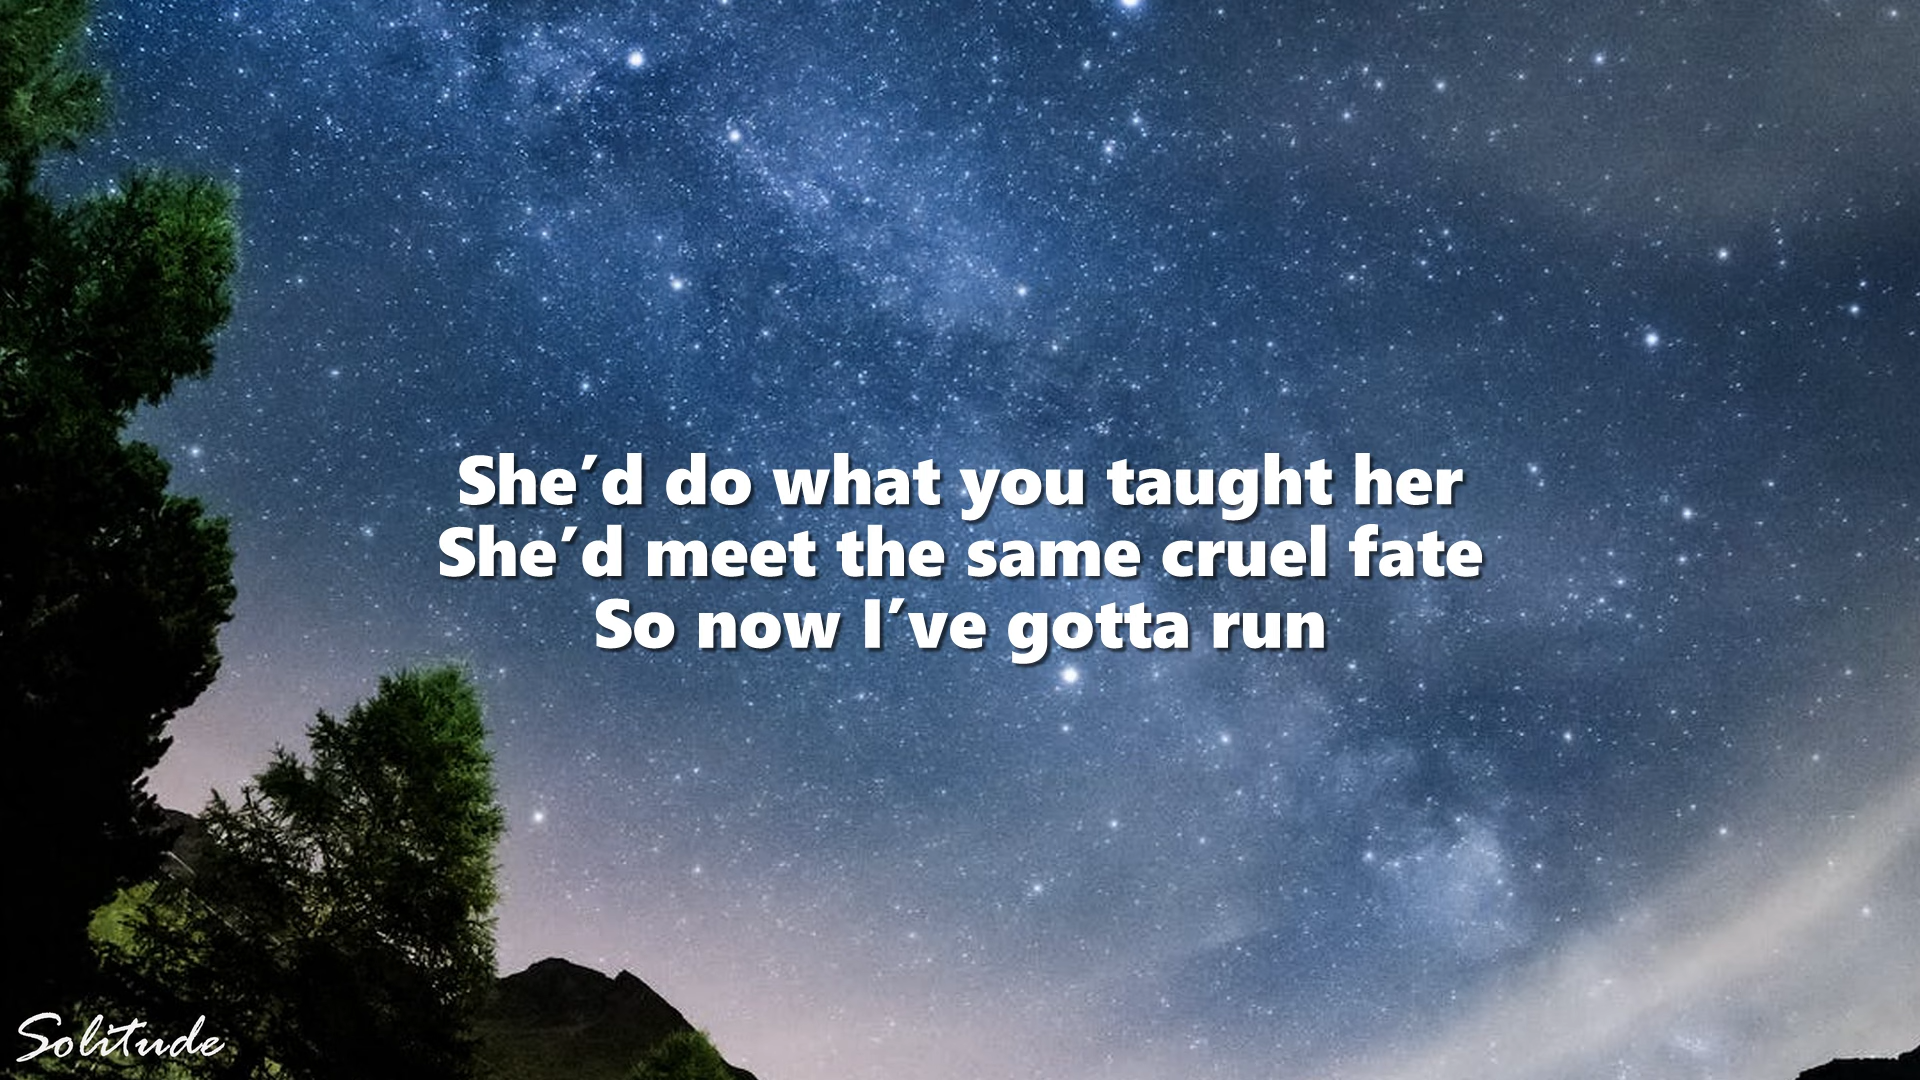 She’d do what you taught her
She’d meet the same cruel fate
So now I’ve gotta run
Solitude